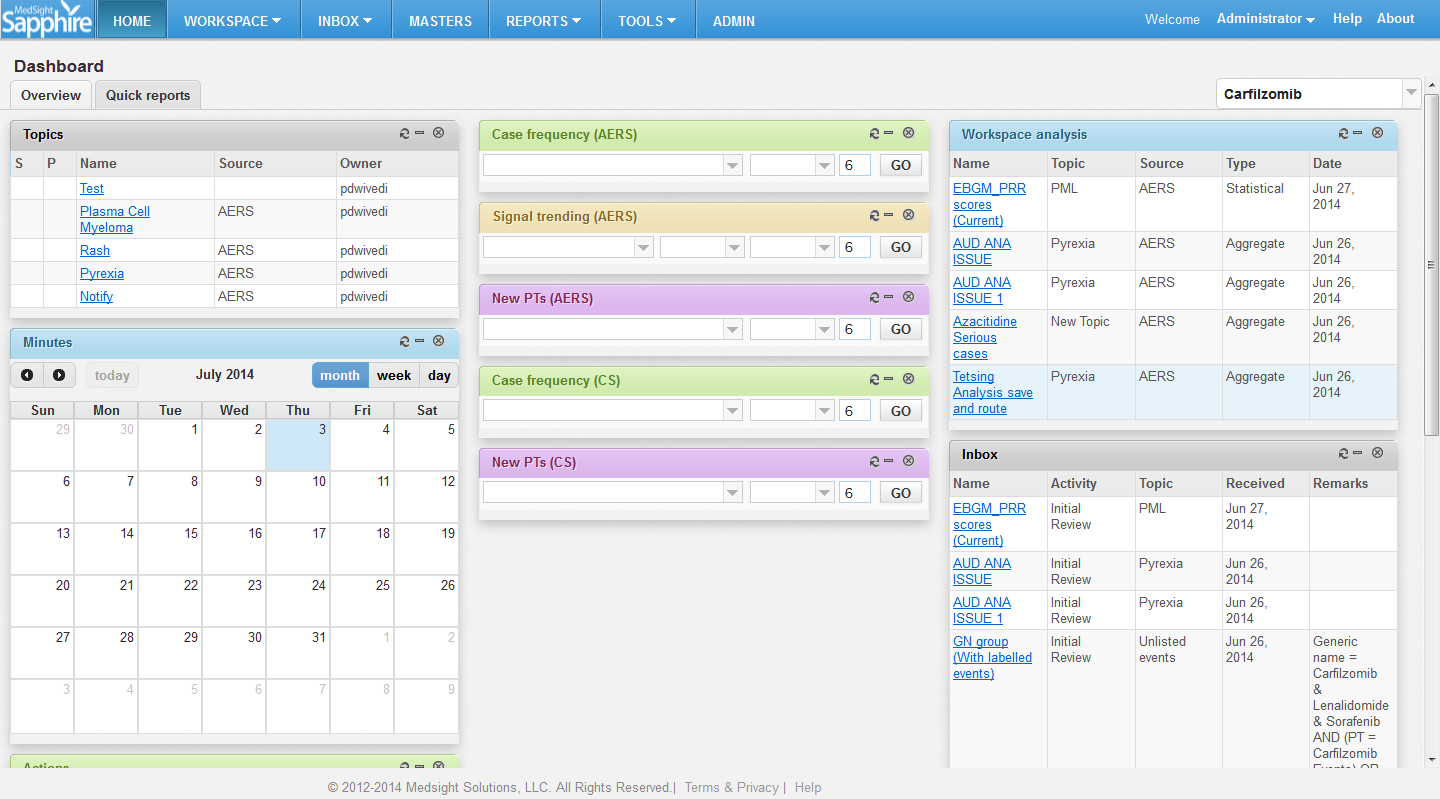 MedSight
Sapphire
HOME WORKSPACE INBOX MASTERS REPORTS TOOLS ADMIN Welcome Administrator Help About
Dashboard
Overview Quick reports
Carfilzomib
Topics
S P Name Source Owner
Test pdwivedi
Plasma Cell AERS pdwivedi
Myeloma
Rash AERS pdwivedi
Pyrexia AERS pdwivedi
Notify AERS pdwivedi
Minutes
today July 2014 month week day
Sun Mon Tue Wed Thu Fri Sat
29 30 1 2 3 4 5
6 7 8 9 10 11 12
13 14 15 16 17 18 19
20 21 22 23 24 25 26
27 28 29 30 31 1 2
3 4 5 6 7 8 9
Actions
Case frequency (AERS)
6 GO
Signal trending (AERS)
6 GO
New PTs (AERS)
6 GO
Case frequency (CS)
6 GO
New PTs (CS)
6 GO
Workspace analysis
Name Topic Source Type Date
EBGM_PRR PML AERS Statistical Jun 27,
scores 2014
(Current)
AUD ANA Pyrexia AERS Aggregate Jun 26,
ISSUE 2014
AUD ANA Pyrexia AERS Aggregate Jun 26,
ISSUE 1 2014
Azacitidine New Topic AERS Aggregate Jun 26,
Serious 2014
cases
Tetsing Pyrexia AERS Aggregate Jun 26,
Analysis save 2014
and route
Inbox
Name Activity Topic Received Remarks
EBGM_PRR Initial PML Jun 27,
scores Review 2014
(Current)
AUD ANA Initial Pyrexia Jun 26,
ISSUE Review 2014
AUD ANA Initial Pyrexia Jun 26,
ISSUE 1 Review 2014
GN group Initial Unlisted Jun 26, Generic
(With labelled Review events 2014 name =
events) Carfilzomib
&
Lenalidomide
& Sorafenib
AND (PT =
Carfilzomib
Events) OR
© 2012-2014 Medsight Solutions, LLC. All Rights Reserved.| Terms & Privacy | Help